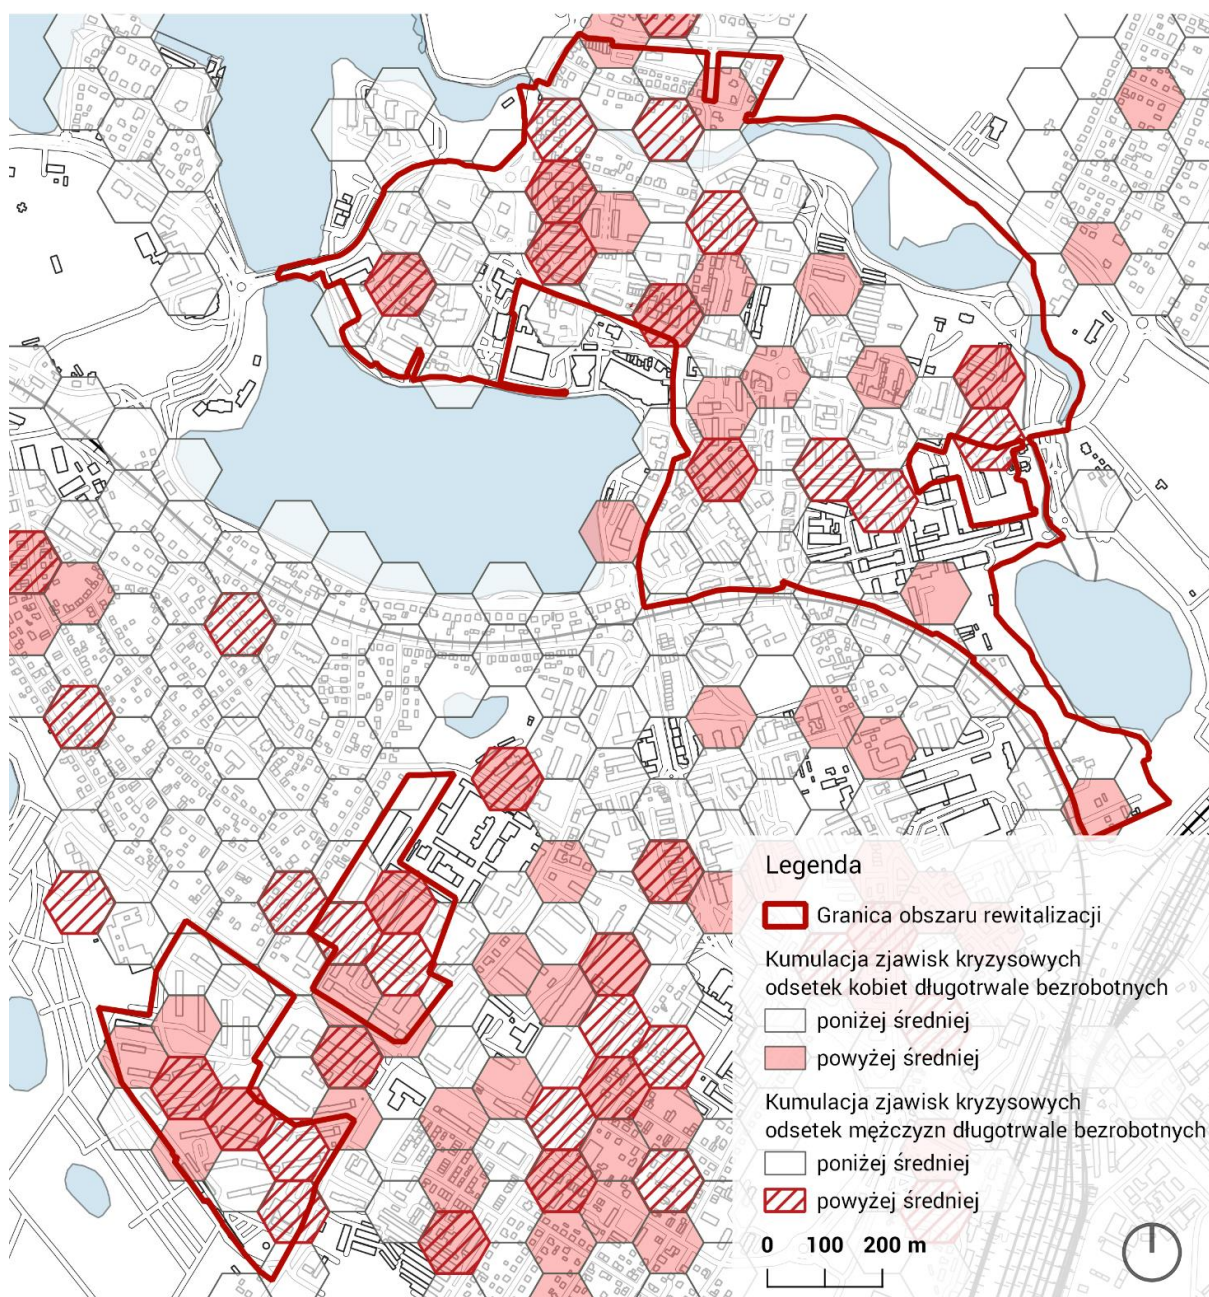 Legenda
Granica obszaru rewitalizacji
Kumulacja zjawisk kryzysowych
odsetek kobiet długotrwale bezrobotnych
poniżej średniej
powyżej średniej
Kumulacja zjawisk kryzysowych
odsetek mężczyzn długotrwale bezrobotnych
poniżej średniej
powyżej średniej
0 100 200 m